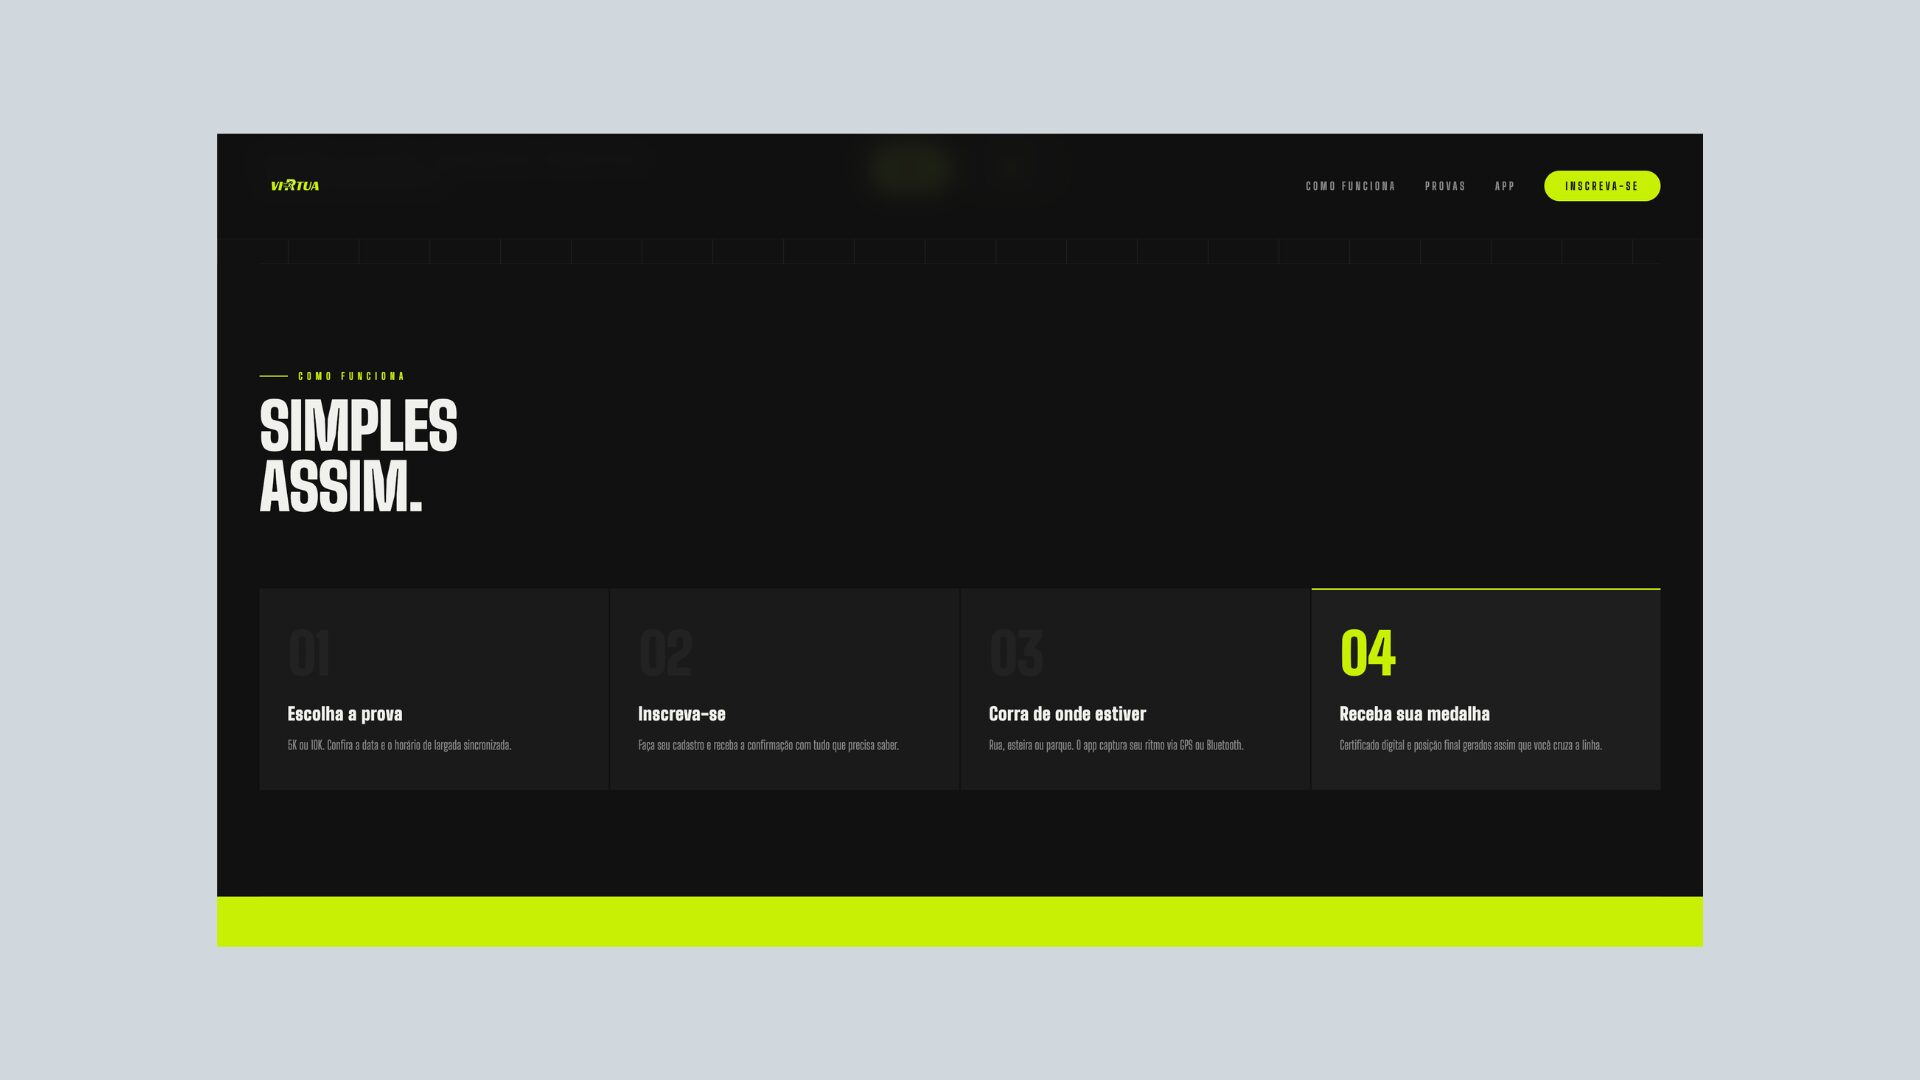 VIRTUA
COMO FUNCIONA
PROVAS
APP
INSCREVA-SE
COMO FUNCIONA
SIMPLES
ASSIM.
01
Escolha a prova
5K ou 10K. Confira a data e o horário de largada sincronizada.
02
Inscreva-se
Faça seu cadastro e receba a confirmação com tudo que precisa saber.
03
Corra de onde estiver
Rua, esteira ou parque. O app captura seu ritmo via GPS ou Bluetooth.
04
Receba sua medalha
Certificado digital e posição final gerados assim que você cruza a linha.